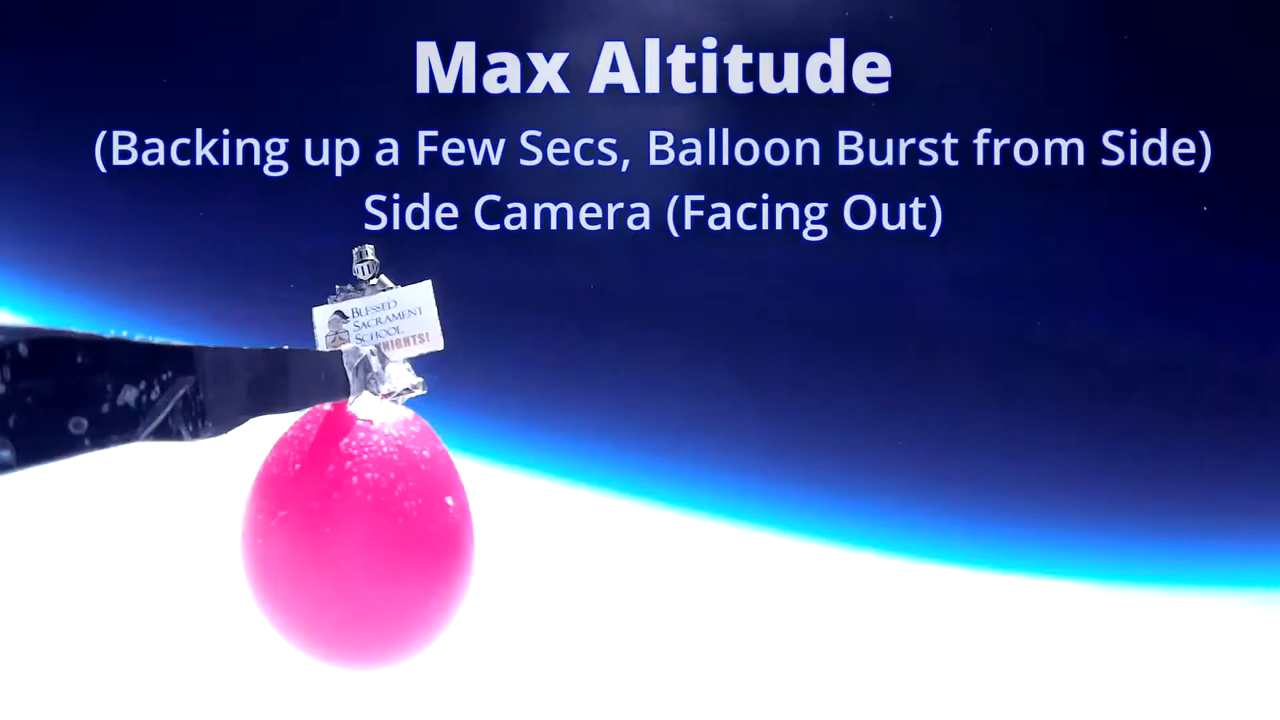 Max Altitude
(Backing up a Few Secs, Balloon Burst from Side)
Side Camera (Facing Out)
BLESSED
SACRAMENT
SCHOOL
KNIGHTS!